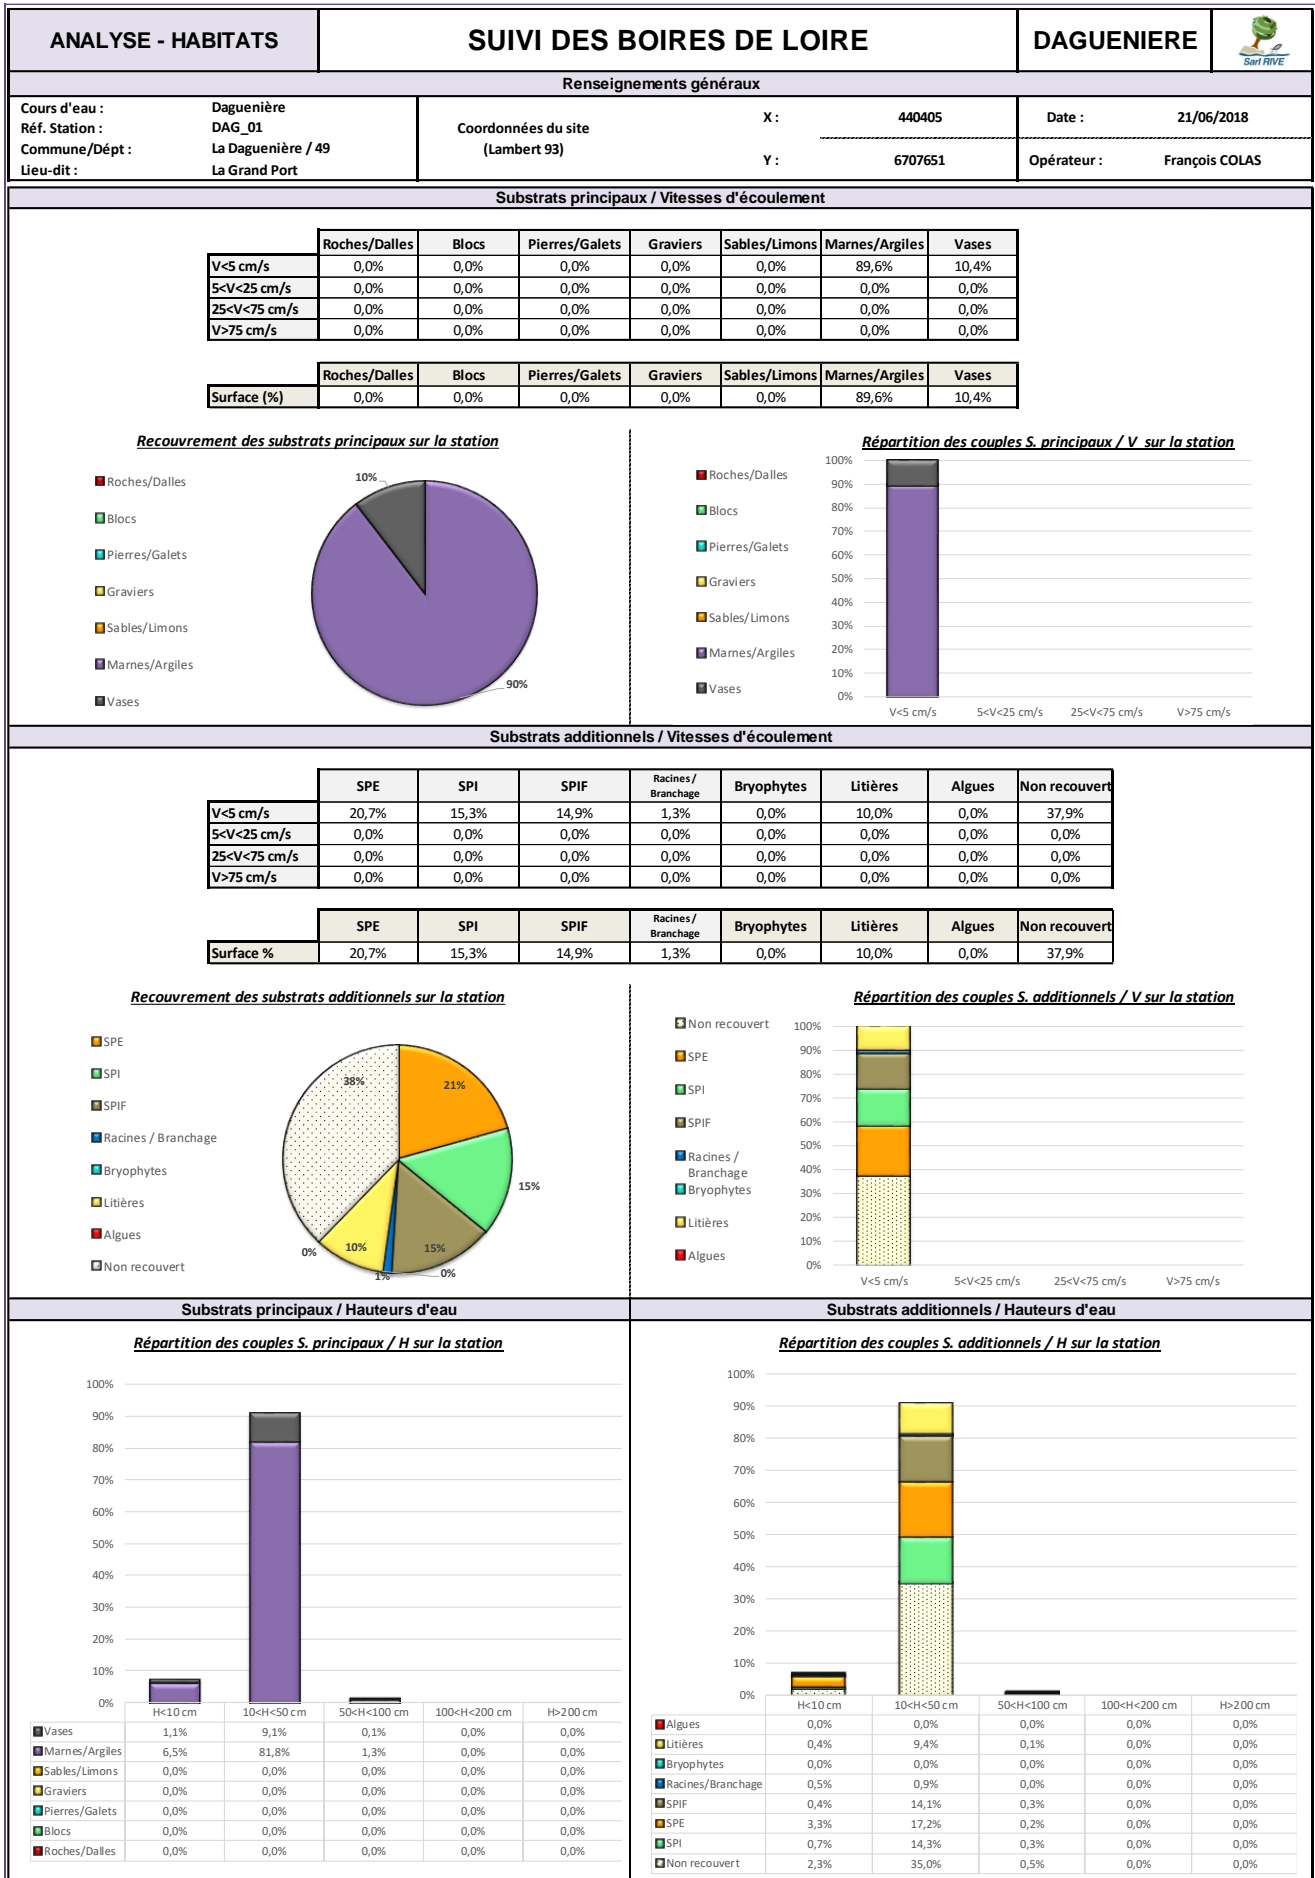 ANALYSE - HABITATS
SUIVI DES BOIRES DE LOIRE
DAGUENIERE
Sarl RIVE
Renseignements généraux
Cours d'eau : Daguenière
Réf. Station : DAG_01
Commune/Dépt : La Daguenière / 49
Lieu-dit : La Grand Port
Coordonnées du site
(Lambert 93)
X : 440405
Y : 6707651
Date : 21/06/2018
Opérateur : François COLAS
Substrats principaux / Vitesses d'écoulement
Roches/Dalles Blocs Pierres/Galets Graviers Sables/Limons Marnes/Argiles Vases
V<5 cm/s 0,0% 0,0% 0,0% 0,0% 0,0% 89,6% 10,4%
5<V<25 cm/s 0,0% 0,0% 0,0% 0,0% 0,0% 0,0% 0,0%
25<V<75 cm/s 0,0% 0,0% 0,0% 0,0% 0,0% 0,0% 0,0%
V>75 cm/s 0,0% 0,0% 0,0% 0,0% 0,0% 0,0% 0,0%
Roches/Dalles Blocs Pierres/Galets Graviers Sables/Limons Marnes/Argiles Vases
Surface (%) 0,0% 0,0% 0,0% 0,0% 0,0% 89,6% 10,4%
Recouvrement des substrats principaux sur la station
Roches/Dalles
Blocs
Pierres/Galets
Graviers
Sables/Limons
Marnes/Argiles
Vases
10%
90%
Répartition des couples S. principaux / V sur la station
Roches/Dalles
Blocs
Pierres/Galets
Graviers
Sables/Limons
Marnes/Argiles
Vases
100%
90%
80%
70%
60%
50%
40%
30%
20%
10%
0%
V<5 cm/s 5<V<25 cm/s 25<V<75 cm/s V>75 cm/s
Substrats additionnels / Vitesses d'écoulement
SPE SPI SPIF Racines / Branchage Bryophytes Litières Algues Non recouvert
V<5 cm/s 20,7% 15,3% 14,9% 1,3% 0,0% 10,0% 0,0% 37,9%
5<V<25 cm/s 0,0% 0,0% 0,0% 0,0% 0,0% 0,0% 0,0% 0,0%
25<V<75 cm/s 0,0% 0,0% 0,0% 0,0% 0,0% 0,0% 0,0% 0,0%
V>75 cm/s 0,0% 0,0% 0,0% 0,0% 0,0% 0,0% 0,0% 0,0%
SPE SPI SPIF Racines / Branchage Bryophytes Litières Algues Non recouvert
Surface % 20,7% 15,3% 14,9% 1,3% 0,0% 10,0% 0,0% 37,9%
Recouvrement des substrats additionnels sur la station
SPE
SPI
SPIF
Racines / Branchage
Bryophytes
Litières
Algues
Non recouvert
38%
21%
15%
15%
0%
1%
10%
0%
Répartition des couples S. additionnels / V sur la station
Non recouvert
SPE
SPI
SPIF
Racines /
Branchage
Bryophytes
Litières
Algues
100%
90%
80%
70%
60%
50%
40%
30%
20%
10%
0%
V<5 cm/s 5<V<25 cm/s 25<V<75 cm/s V>75 cm/s
Substrats principaux / Hauteurs d'eau
Répartition des couples S. principaux / H sur la station
100%
90%
80%
70%
60%
50%
40%
30%
20%
10%
0%
H<10 cm 10<H<50 cm 50<H<100 cm 100<H<200 cm H>200 cm
Vases 1,1% 9,1% 0,1% 0,0% 0,0%
Marnes/Argiles 6,5% 81,8% 1,3% 0,0% 0,0%
Sables/Limons 0,0% 0,0% 0,0% 0,0% 0,0%
Graviers 0,0% 0,0% 0,0% 0,0% 0,0%
Pierres/Galets 0,0% 0,0% 0,0% 0,0% 0,0%
Blocs 0,0% 0,0% 0,0% 0,0% 0,0%
Roches/Dalles 0,0% 0,0% 0,0% 0,0% 0,0%
Substrats additionnels / Hauteurs d'eau
Répartition des couples S. additionnels / H sur la station
100%
90%
80%
70%
60%
50%
40%
30%
20%
10%
0%
H<10 cm 10<H<50 cm 50<H<100 cm 100<H<200 cm H>200 cm
Algues 0,0% 0,0% 0,0% 0,0% 0,0%
Litières 0,4% 9,4% 0,1% 0,0% 0,0%
Bryophytes 0,0% 0,0% 0,0% 0,0% 0,0%
Racines/Branchage 0,5% 0,9% 0,0% 0,0% 0,0%
SPIF 0,4% 14,1% 0,3% 0,0% 0,0%
SPE 3,3% 17,2% 0,2% 0,0% 0,0%
SPI 0,7% 14,3% 0,3% 0,0% 0,0%
Non recouvert 2,3% 35,0% 0,5% 0,0% 0,0%